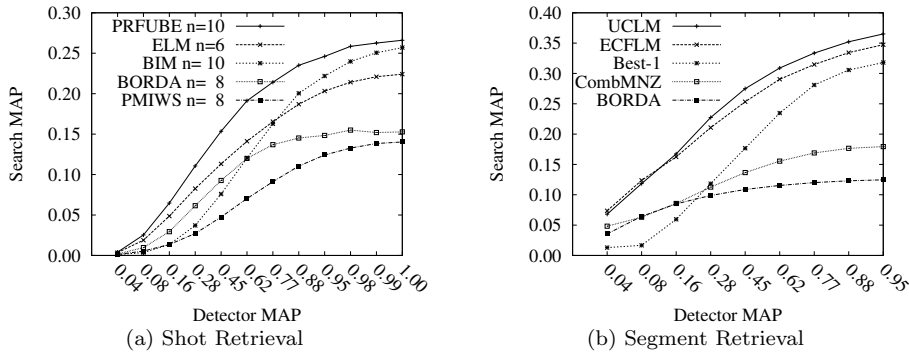 Search MAP
0.30
0.25
0.20
0.15
0.10
0.05
0.00
PRFUBE n=10
ELM n=6
BIM n= 10
BORDA n= 8
PMIWS n= 8
0.04
0.08
0.16
0.28
0.45
0.62
0.77
0.88
0.95
0.98
0.99
1.00
Detector MAP
(a) Shot Retrieval
Search MAP
0.40
0.35
0.30
0.25
0.20
0.15
0.10
0.05
0.00
UCLM
ECFLM
Best-1
CombMNZ
BORDA
0.04
0.08
0.16
0.28
0.45
0.62
0.77
0.88
0.95
Detector MAP
(b) Segment Retrieval